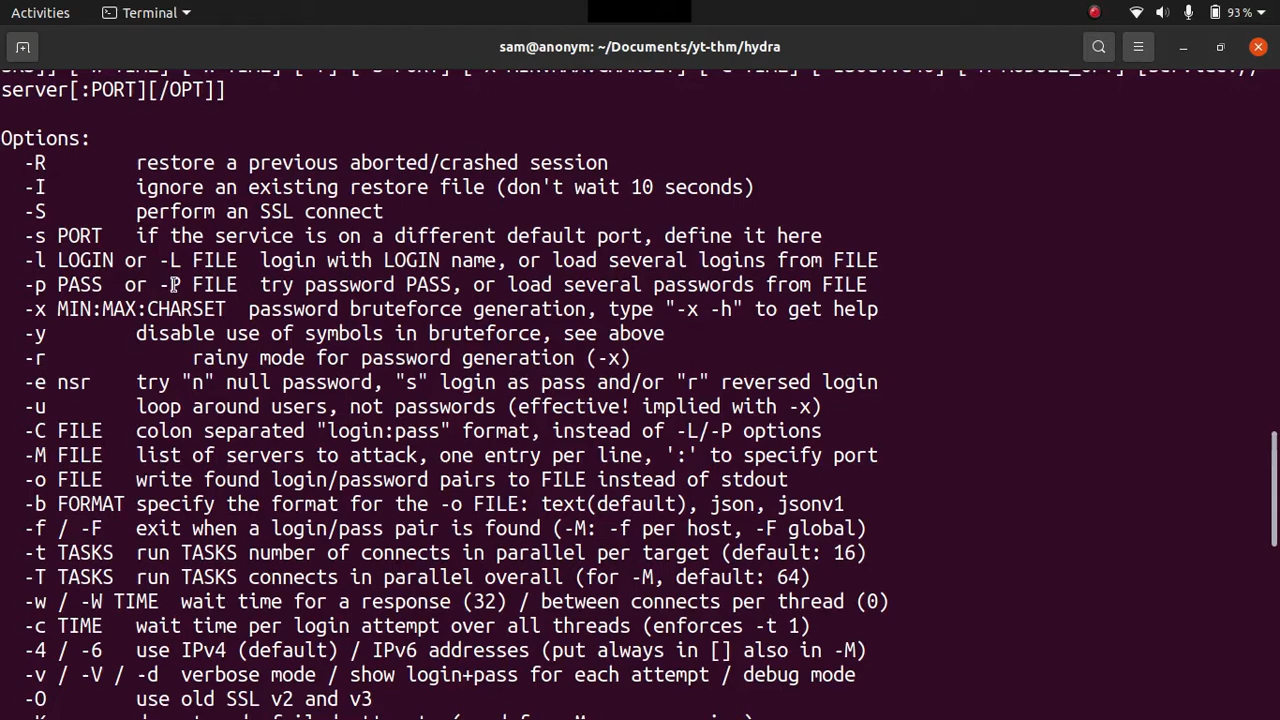 Activities Terminal 93 %
sam@anonym: ~/Documents/yt-thm/hydra
server[:PORT][/OPT]]
Options:
-R restore a previous aborted/crashed session
-I ignore an existing restore file (don't wait 10 seconds)
-S perform an SSL connect
-s PORT if the service is on a different default port, define it here
-l LOGIN or -L FILE login with LOGIN name, or load several logins from FILE
-p PASS or -P FILE try password PASS, or load several passwords from FILE
-x MIN:MAX:CHARSET password bruteforce generation, type "-x -h" to get help
-y disable use of symbols in bruteforce, see above
-r rainy mode for password generation (-x)
-e nsr try "n" null password, "s" login as pass and/or "r" reversed login
-u loop around users, not passwords (effective! implied with -x)
-C FILE colon separated "login:pass" format, instead of -L/-P options
-M FILE list of servers to attack, one entry per line, ':' to specify port
-o FILE write found login/password pairs to FILE instead of stdout
-b FORMAT specify the format for the -o FILE: text(default), json, jsonv1
-f / -F exit when a login/pass pair is found (-M: -f per host, -F global)
-t TASKS run TASKS number of connects in parallel per target (default: 16)
-T TASKS run TASKS connects in parallel overall (for -M, default: 64)
-w / -W TIME wait time for a response (32) / between connects per thread (0)
-c TIME wait time per login attempt over all threads (enforces -t 1)
-4 / -6 use IPv4 (default) / IPv6 addresses (put always in [] also in -M)
-v / -V / -d verbose mode / show login+pass for each attempt / debug mode
-O use old SSL v2 and v3